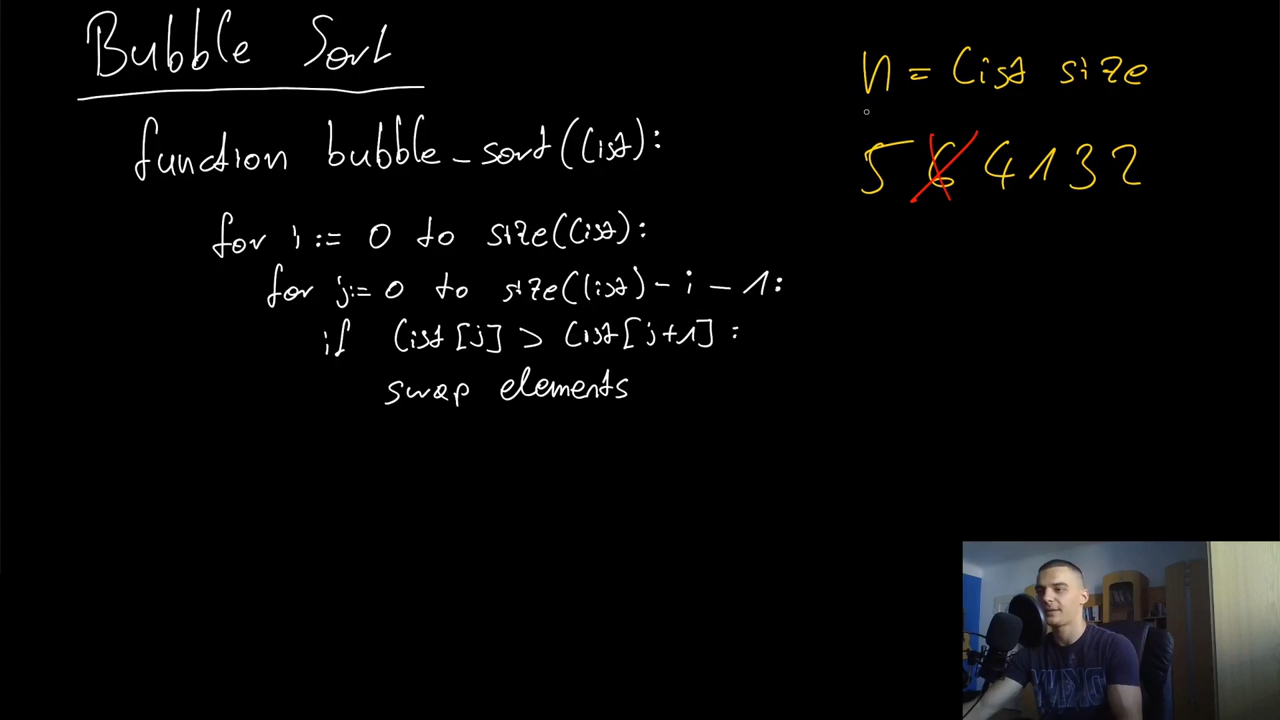 Bubble Sort
function bubble_sort(list):
for i := 0 to size(list):
for j:= 0 to size(list) - i - 1:
if list[j] > list[j+1] :
swap elements
n = list size
5 6 4 1 3 2